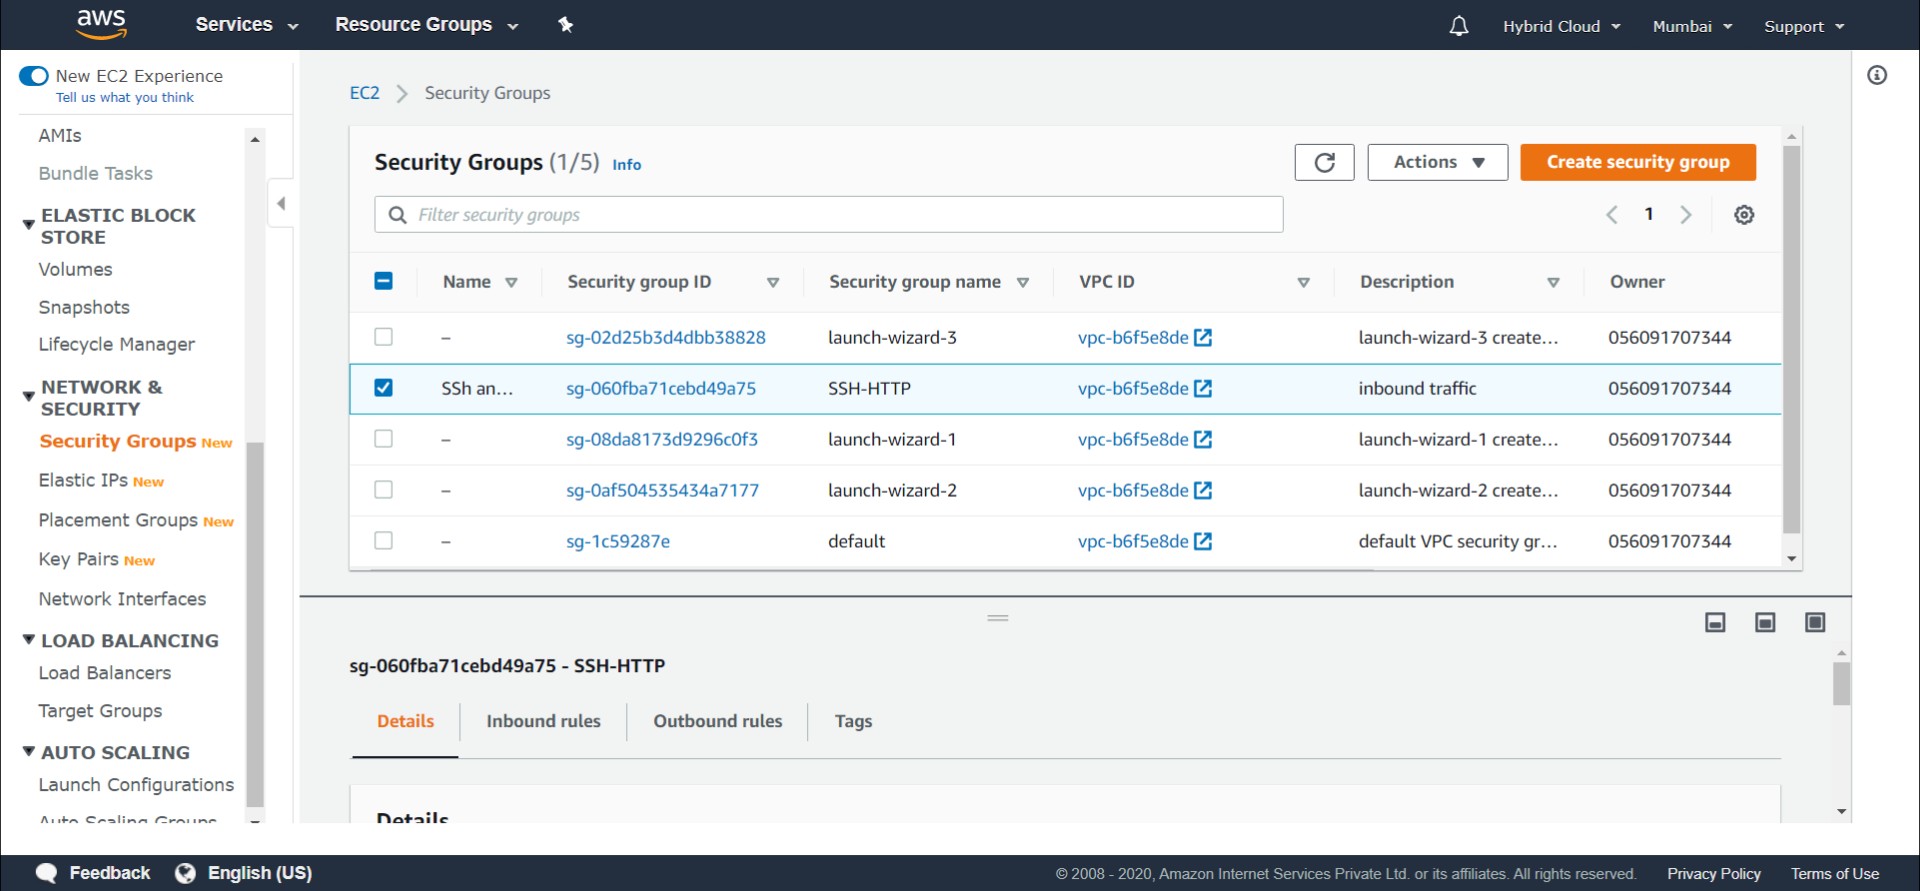 aws Services Resource Groups Hybrid Cloud Mumbai Support
New EC2 Experience
Tell us what you think
AMIs
Bundle Tasks
ELASTIC BLOCK
STORE
Volumes
Snapshots
Lifecycle Manager
NETWORK &
SECURITY
Security Groups New
Elastic IPs New
Placement Groups New
Key Pairs New
Network Interfaces
LOAD BALANCING
Load Balancers
Target Groups
AUTO SCALING
Launch Configurations
Auto Scaling Groups
EC2 Security Groups
Security Groups (1/5) Info Actions Create security group
Filter security groups 1
Name Security group ID Security group name VPC ID Description Owner
– sg-02d25b3d4dbb38828 launch-wizard-3 vpc-b6f5e8de launch-wizard-3 create... 056091707344
SSh an... sg-060fba71cebd49a75 SSH-HTTP vpc-b6f5e8de inbound traffic 056091707344
– sg-08da8173d9296c0f3 launch-wizard-1 vpc-b6f5e8de launch-wizard-1 create... 056091707344
– sg-0af504535434a7177 launch-wizard-2 vpc-b6f5e8de launch-wizard-2 create... 056091707344
– sg-1c59287e default vpc-b6f5e8de default VPC security gr... 056091707344
sg-060fba71cebd49a75 - SSH-HTTP
Details Inbound rules Outbound rules Tags
Details
Feedback English (US) © 2008 - 2020, Amazon Internet Services Private Ltd. or its affiliates. All rights reserved. Privacy Policy Terms of Use